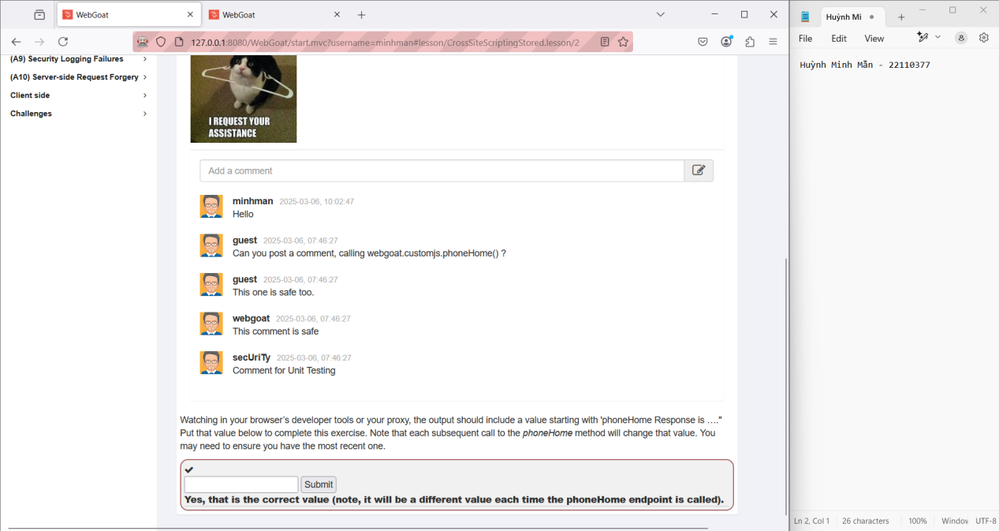 WebGoat
WebGoat
127.0.0.1:8080/WebGoat/start.mvc?username=minhman#lesson/CrossSiteScriptingStored.lesson/2
(A9) Security Logging Failures
(A10) Server-side Request Forgery
Client side
Challenges
I REQUEST YOUR
ASSISTANCE
Add a comment
minhman 2025-03-06, 10:02:47
Hello
guest 2025-03-06, 07:46:27
Can you post a comment, calling webgoat.customjs.phoneHome() ?
guest 2025-03-06, 07:46:27
This one is safe too.
webgoat 2025-03-06, 07:46:27
This comment is safe
secUriTy 2025-03-06, 07:46:27
Comment for Unit Testing
Watching in your browser's developer tools or your proxy, the output should include a value starting with 'phoneHome Response is …."
Put that value below to complete this exercise. Note that each subsequent call to the phoneHome method will change that value. You
may need to ensure you have the most recent one.
Submit
Yes, that is the correct value (note, it will be a different value each time the phoneHome endpoint is called).
Huỳnh Mi
File Edit View
Huỳnh Minh Mẫn - 22110377
Ln 2, Col 1 26 characters 100% Window UTF-8